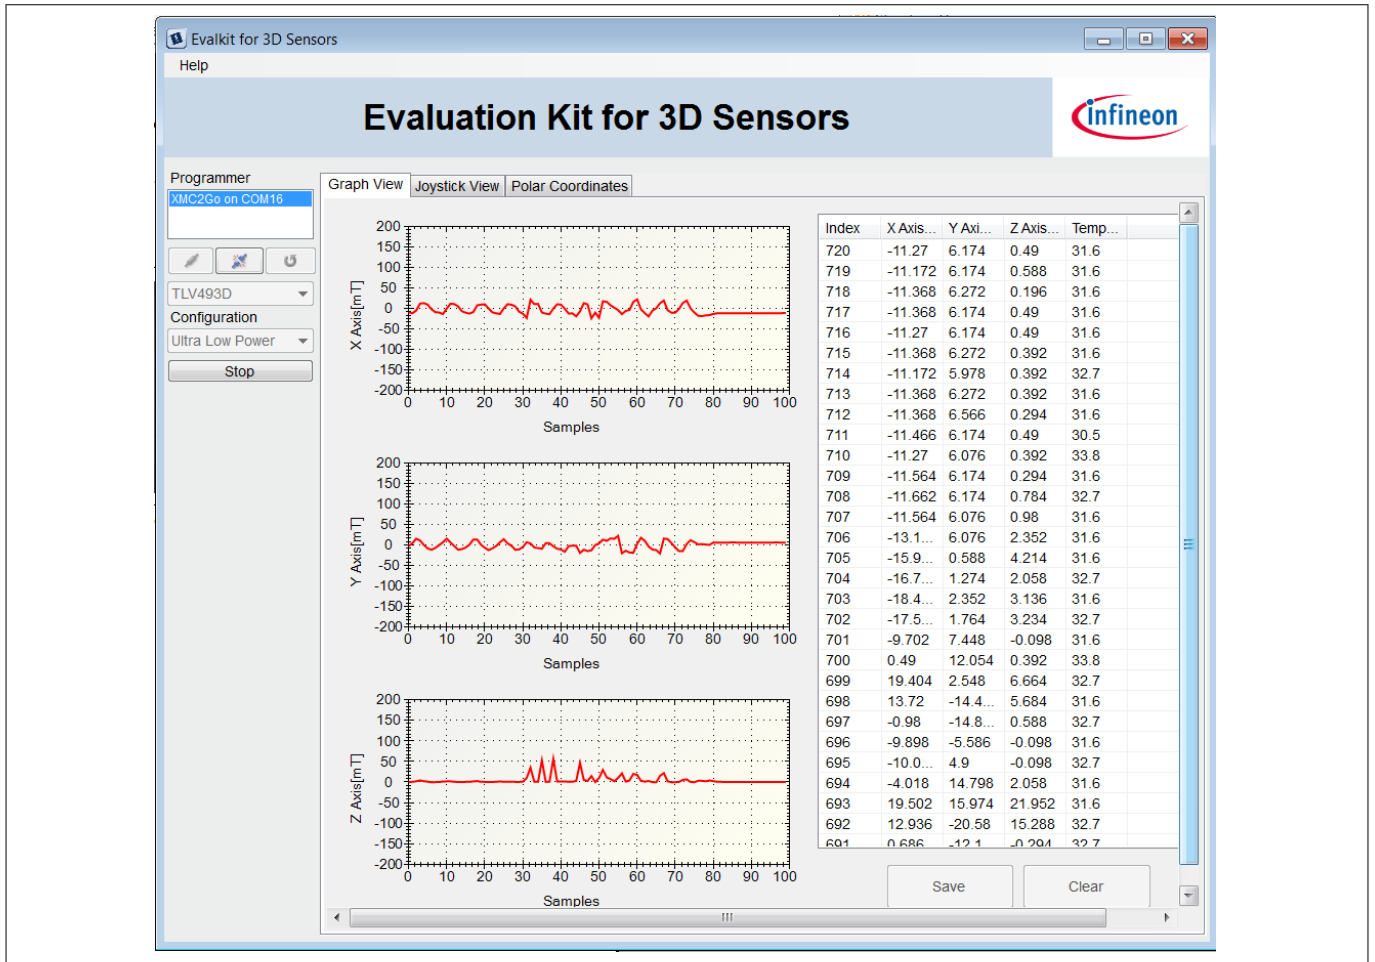 Evalkit for 3D Sensors
Help
Evaluation Kit for 3D Sensors
infineon
Programmer
XMC2Go on COM16
TLV493D
Configuration
Ultra Low Power
Stop
Graph View Joystick View Polar Coordinates
200
150
100
50
0
-50
-100
-150
-200
X Axis[mT]
0 10 20 30 40 50 60 70 80 90 100
Samples
200
150
100
50
0
-50
-100
-150
-200
Y Axis[mT]
0 10 20 30 40 50 60 70 80 90 100
Samples
200
150
100
50
0
-50
-100
-150
-200
Z Axis[mT]
0 10 20 30 40 50 60 70 80 90 100
Samples
Index X Axis... Y Axi... Z Axis... Temp...
720 -11.27 6.174 0.49 31.6
719 -11.172 6.174 0.588 31.6
718 -11.368 6.272 0.196 31.6
717 -11.368 6.174 0.49 31.6
716 -11.27 6.174 0.49 31.6
715 -11.368 6.272 0.392 31.6
714 -11.172 5.978 0.392 32.7
713 -11.368 6.272 0.392 31.6
712 -11.368 6.566 0.294 31.6
711 -11.466 6.174 0.49 30.5
710 -11.27 6.076 0.392 33.8
709 -11.564 6.174 0.294 31.6
708 -11.662 6.174 0.784 32.7
707 -11.564 6.076 0.98 31.6
706 -13.1... 6.076 2.352 31.6
705 -15.9... 0.588 4.214 31.6
704 -16.7... 1.274 2.058 32.7
703 -18.4... 2.352 3.136 31.6
702 -17.5... 1.764 3.234 32.7
701 -9.702 7.448 -0.098 31.6
700 0.49 12.054 0.392 33.8
699 19.404 2.548 6.664 32.7
698 13.72 -14.4... 5.684 31.6
697 -0.98 -14.8... 0.588 32.7
696 -9.898 -5.586 -0.098 31.6
695 -10.0... 4.9 -0.098 32.7
694 -4.018 14.798 2.058 31.6
693 19.502 15.974 21.952 31.6
692 12.936 -20.58 15.288 32.7
691 0.686 -12.1 -0.294 32.7
Save Clear